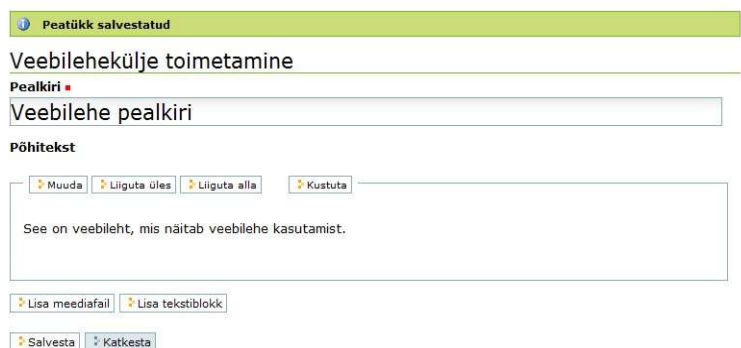 Peatükk salvestatud
Veebilehekülje toimetamine
Pealkiri
Veebilehe pealkiri
Põhitekst
Muuda Liiguta üles Liiguta alla Kustuta
See on veebileht, mis näitab veebilehe kasutamist.
Lisa meediafail Lisa tekstiblokk
Salvesta Katkesta